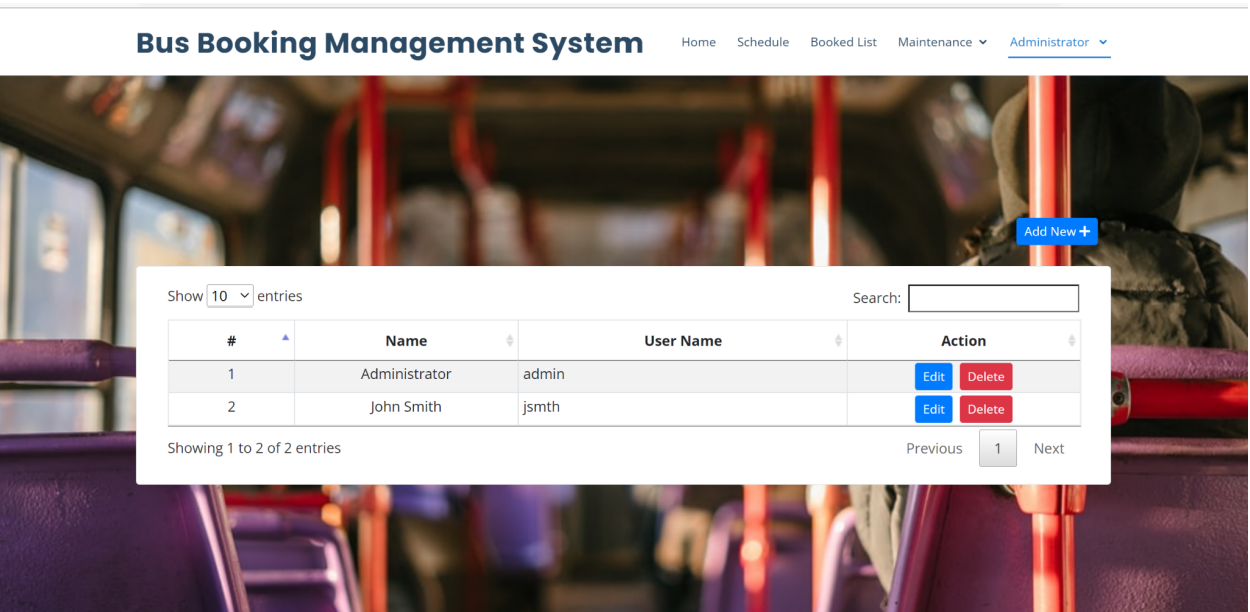 Bus Booking Management System Home Schedule Booked List Maintenance Administrator
Add New
Show 10 entries Search:
# Name User Name Action
1 Administrator admin Edit Delete
2 John Smith jsmth Edit Delete
Showing 1 to 2 of 2 entries Previous 1 Next